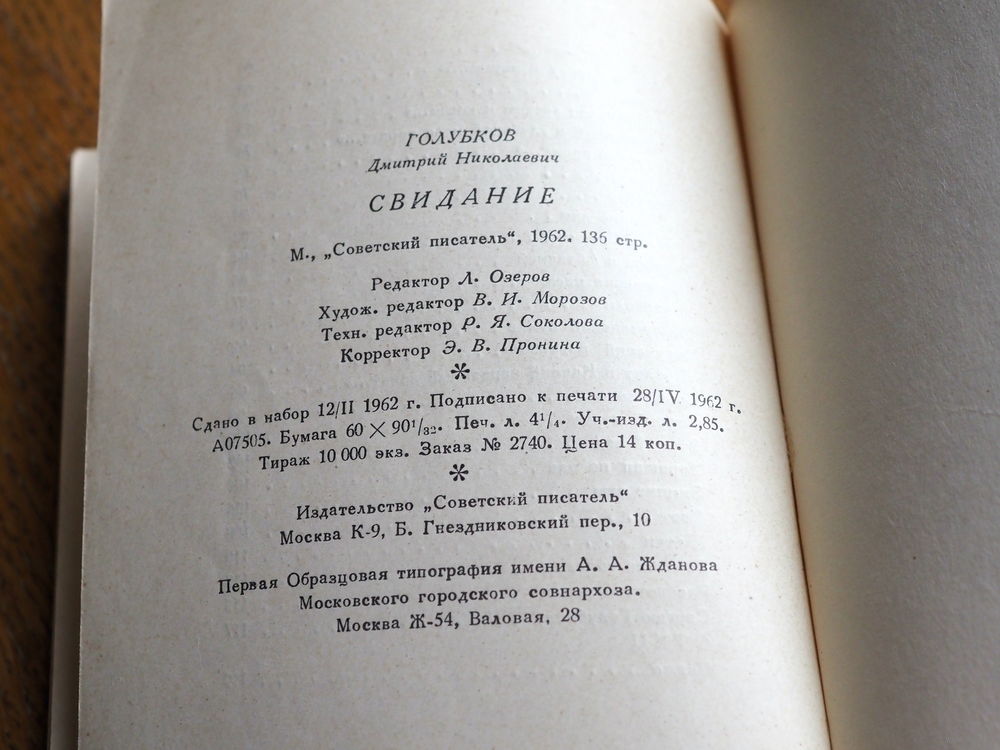 ГОЛУБКОВ
Дмитрий Николаевич
СВИДАНИЕ
М., „Советский писатель“, 1962. 136 стр.
Редактор Л. Озеров
Худож. редактор В. И. Морозов
Техн. редактор Р. Я. Соколова
Корректор Э. В. Пронина
*
Сдано в набор 12/II 1962 г. Подписано к печати 28/IV 1962 г.
А07505. Бумага 60 × 90¹/₃₂. Печ. л. 4¹/₄. Уч.-изд. л. 2,85.
Тираж 10 000 экз. Заказ № 2740. Цена 14 коп.
*
Издательство „Советский писатель“
Москва К-9, Б. Гнездниковский пер., 10
Первая Образцовая типография имени А. А. Жданова
Московского городского совнархоза.
Москва Ж-54, Валовая, 28